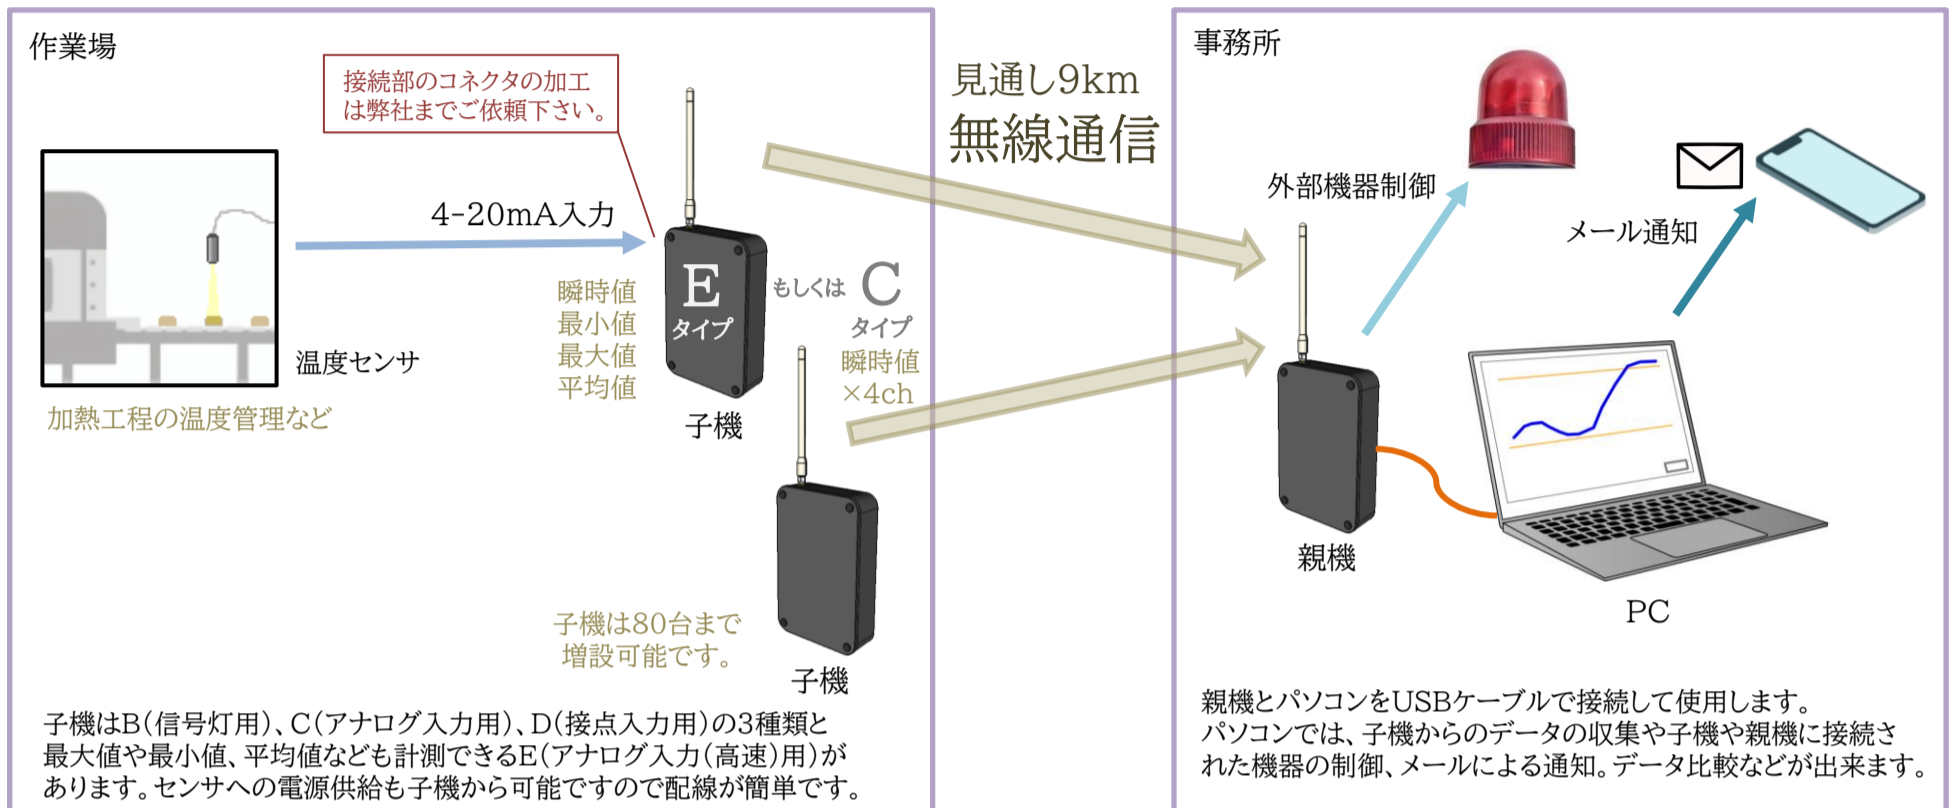 作業場
接続部のコネクタの加工
は弊社までご依頼下さい。
4-20mA入力
温度センサ
加熱工程の温度管理など
瞬時値
最小値
最大値
平均値
E
タイプ
もしくは
C
タイプ
瞬時値
×4ch
子機
子機は80台まで
増設可能です。
子機
子機はB(信号灯用)、C(アナログ入力用)、D(接点入力用)の3種類と
最大値や最小値、平均値なども計測できるE(アナログ入力(高速)用)が
あります。センサへの電源供給も子機から可能ですので配線が簡単です。
見通し9km
無線通信
事務所
外部機器制御
メール通知
親機
PC
親機とパソコンをUSBケーブルで接続して使用します。
パソコンでは、子機からのデータの収集や子機や親機に接続さ
れた機器の制御、メールによる通知。データ比較などが出来ます。